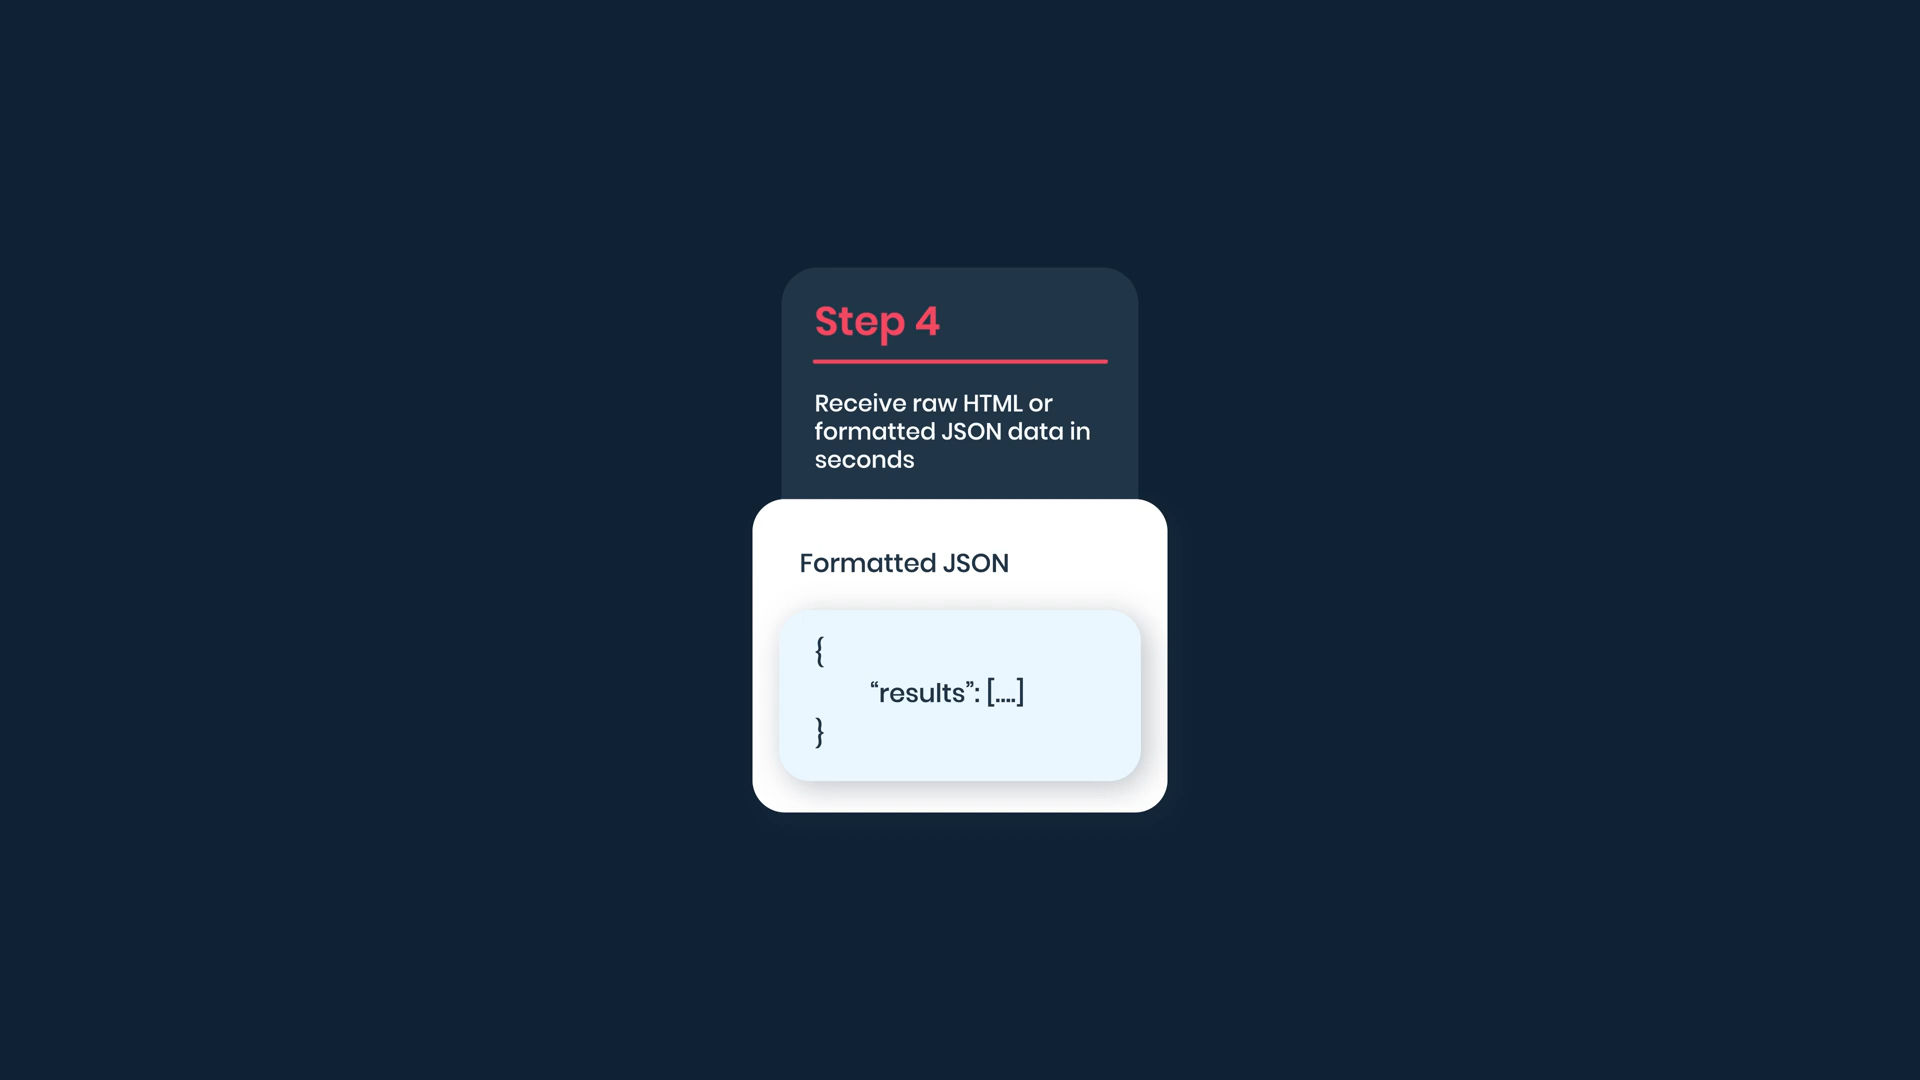 Step 4
Receive raw HTML or
formatted JSON data in
seconds
Formatted JSON
{
“results”: [....]
}